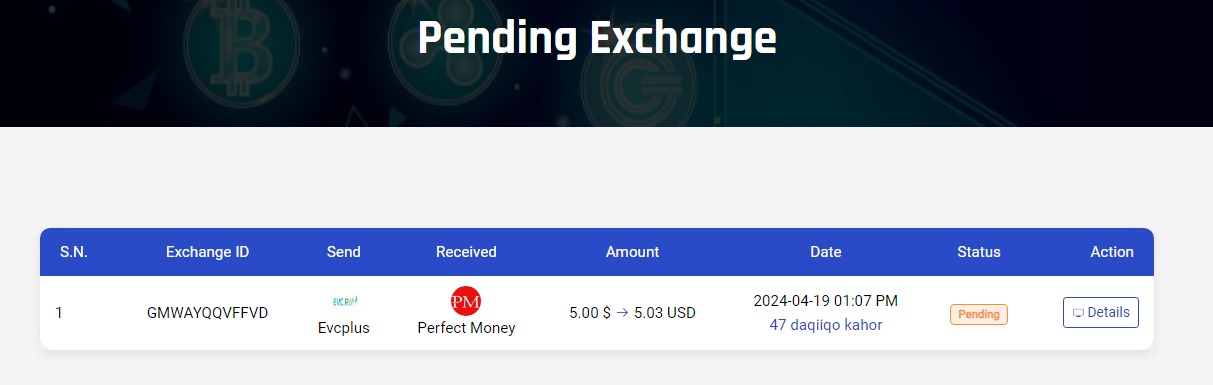 Pending Exchange
S.N. Exchange ID Send Received Amount Date Status Action
1 GMWAYQQVFFVD Evcplus PM Perfect Money 5.00 $ → 5.03 USD 2024-04-19 01:07 PM Pending Details
47 daqiiqo kahor